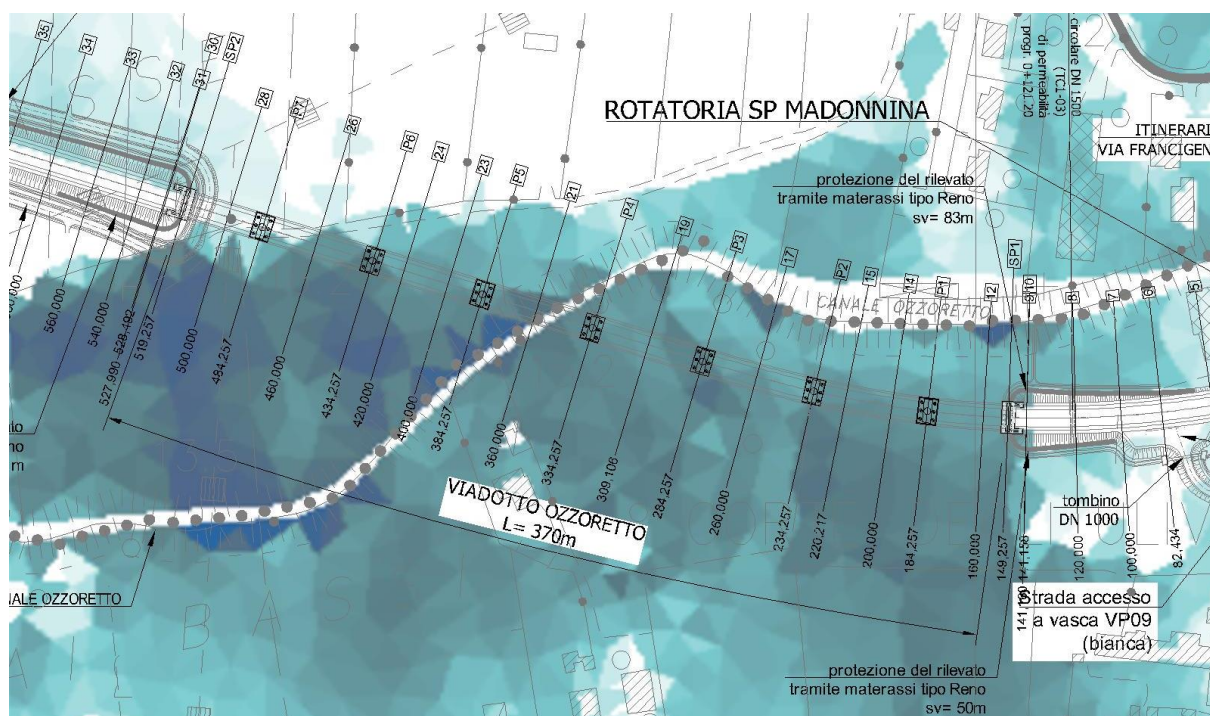 35
34
33
32
31
30
SP2
28
P7
26
P6
24
23
P5
21
P4
19
P3
17
P2
15
14
P1
12
SP1
9/10
8
7
6
5
circolare DN 1500
(TC1-03)
di permeabilità
progr. 0+121.20
ROTATORIA SP MADONNINA
ITINERARI
VIA FRANCIGEN
protezione del rilevato
tramite materassi tipo Reno
sv= 83m
CANALE OZZORETTO
560,000
540,000
528,492
527,990
519,257
500,000
484,257
460,000
434,257
420,000
400,000
384,257
360,000
334,257
309,106
284,257
260,000
234,257
220,217
200,000
184,257
160,000
149,257
120,000
100,000
82,434
VIADOTTO OZZORETTO
L= 370m
tombino
DN 1000
NALE OZZORETTO
Strada accesso
a vasca VP09
(bianca)
protezione del rilevato
tramite materassi tipo Reno
sv= 50m
B A S